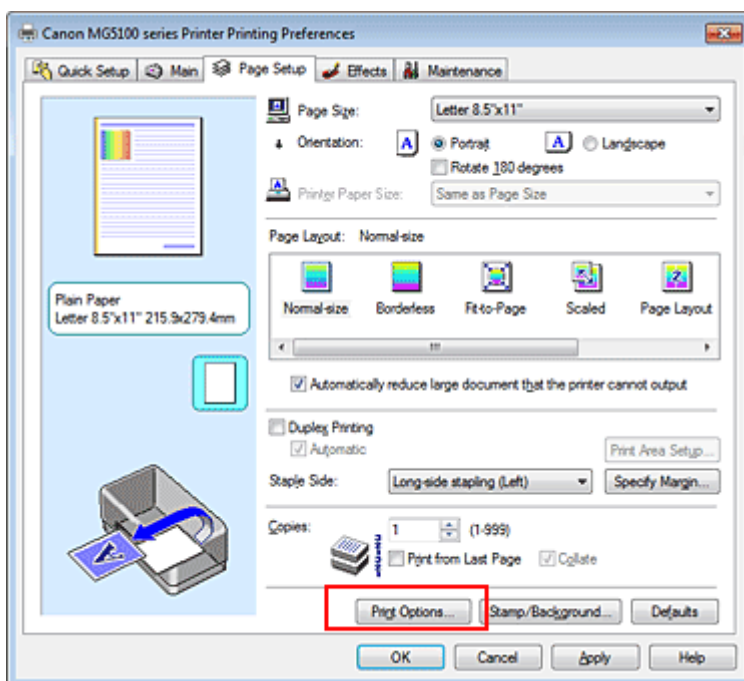 Canon MG5100 series Printer Printing Preferences
Quick Setup Main Page Setup Effects Maintenance
Page Size: Letter 8.5"x11"
Orientation: A Portrait A Landscape
Rotate 180 degrees
Printer Paper Size: Same as Page Size
Page Layout: Normal-size
Normal-size Borderless Fit-to-Page Scaled Page Layout
Plain Paper
Letter 8.5"x11" 215.9x279.4mm
Automatically reduce large document that the printer cannot output
Duplex Printing
Automatic Print Area Setup...
Staple Side: Long-side stapling (Left) Specify Margin...
Copies: 1 (1-999)
Print from Last Page Collate
Print Options... Stamp/Background... Defaults
OK Cancel Apply Help